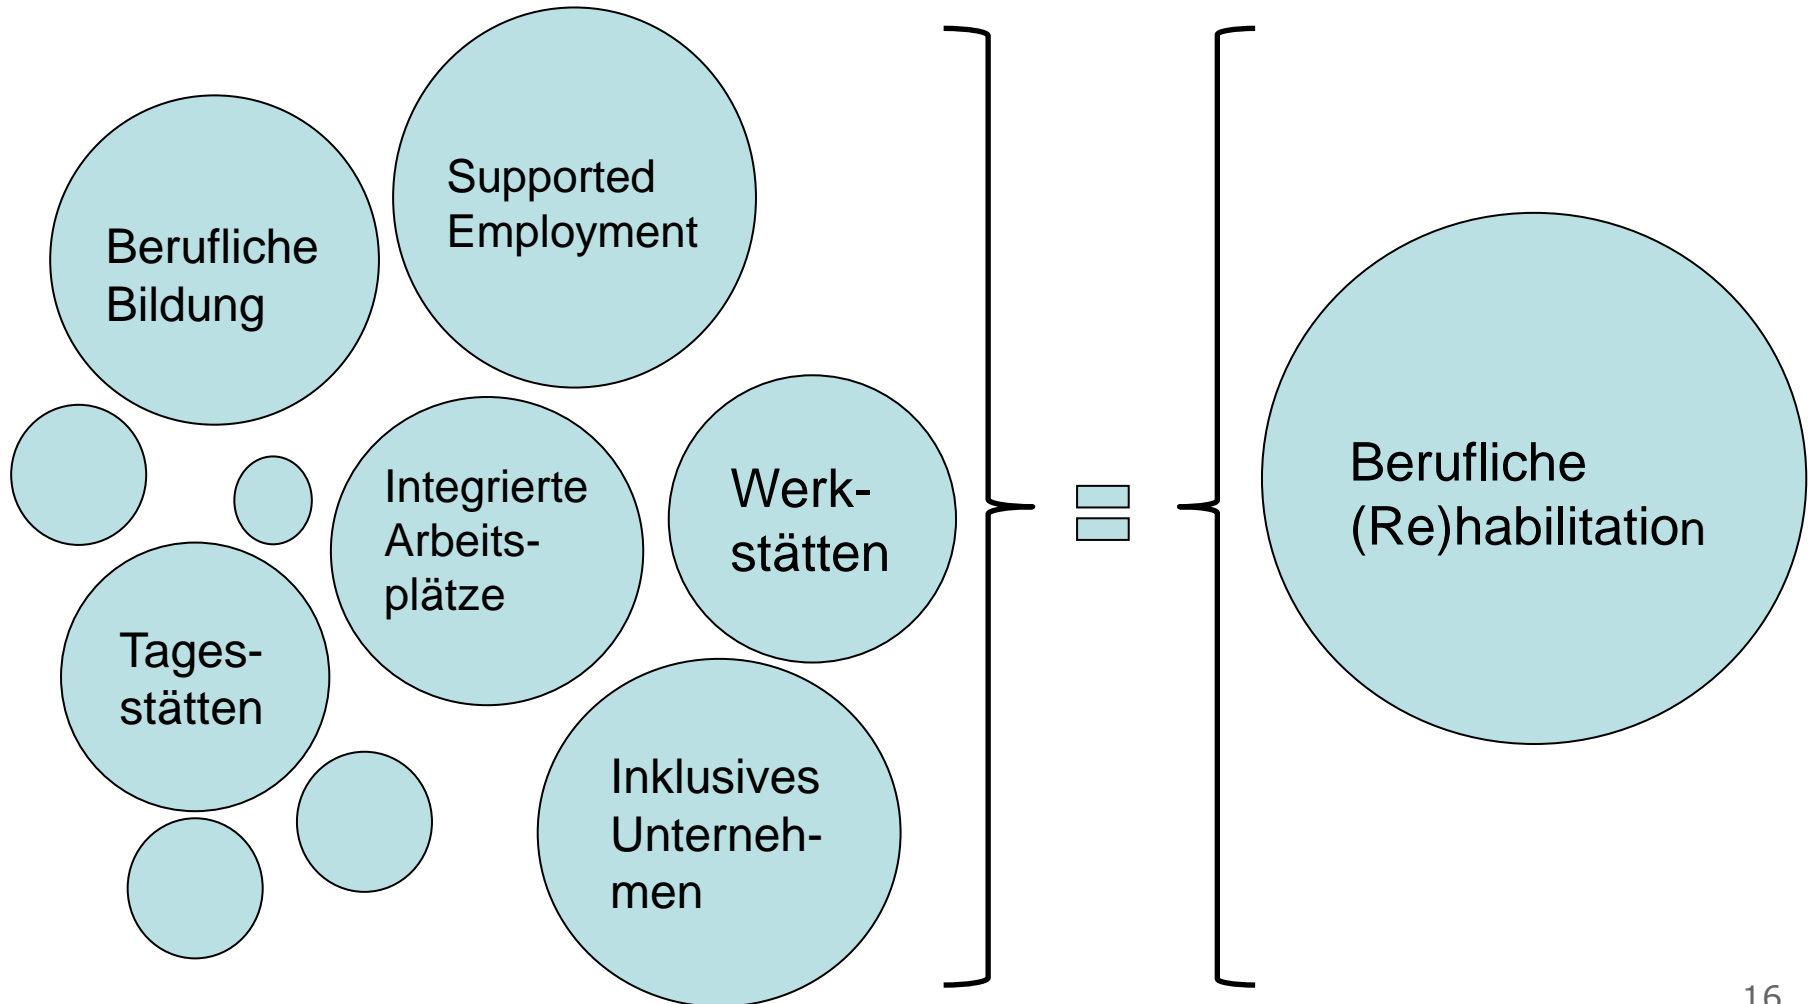 Supported
Employment
Berufliche
Bildung
Integrierte
Arbeits-
plätze
Werk-
stätten
Tages-
stätten
Inklusives
Unterneh-
men
Berufliche
(Re)habilitation
16